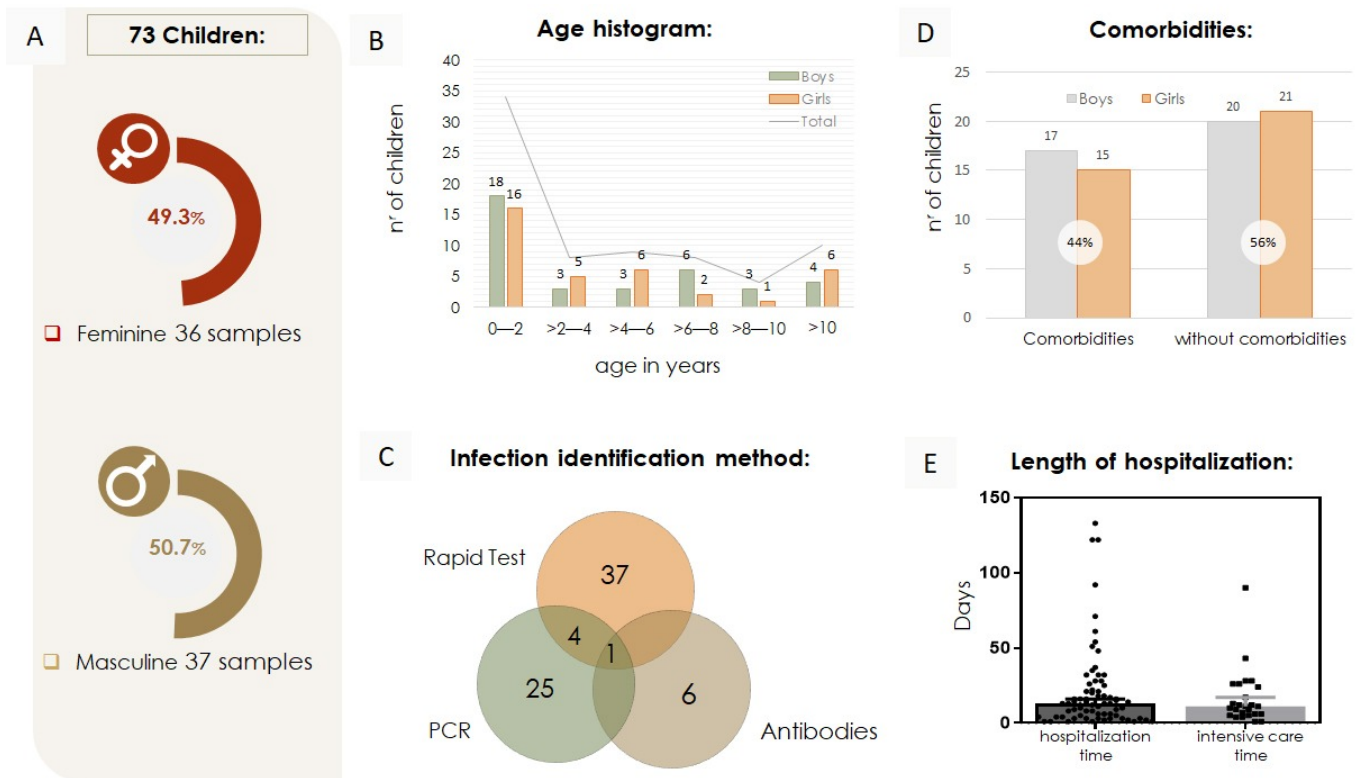 A
73 Children:
49.3%
Feminine 36 samples
50.7%
Masculine 37 samples
B
Age histogram:
40
35
30
25
20
15
10
5
0
nʳ of children
Boys
Girls
Total
18
16
3
5
3
6
6
2
3
1
4
6
0—2
>2—4
>4—6
>6—8
>8—10
>10
age in years
C
Infection identification method:
Rapid Test
37
4
1
25
6
PCR
Antibodies
D
Comorbidities:
25
20
15
10
5
0
nʳ of children
Boys
Girls
17
15
20
21
44%
56%
Comorbidities
without comorbidities
E
Length of hospitalization:
150
100
50
0
Days
hospitalization
time
intensive care
time